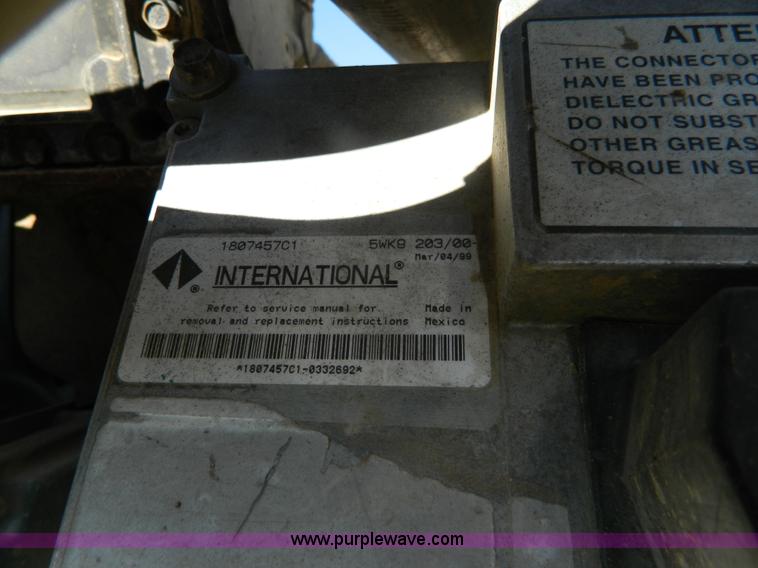 1807457C1 5WK9 203/00-
Mar/04/99
® INTERNATIONAL®
Refer to service manual for Made in
removal and replacement instructions Mexico
*1807457C1-0332692*
ATTE
THE CONNECTOR
HAVE BEEN PRO
DIELECTRIC GR
DO NOT SUBST
OTHER GREAS
TORQUE IN SE
www.purplewave.com